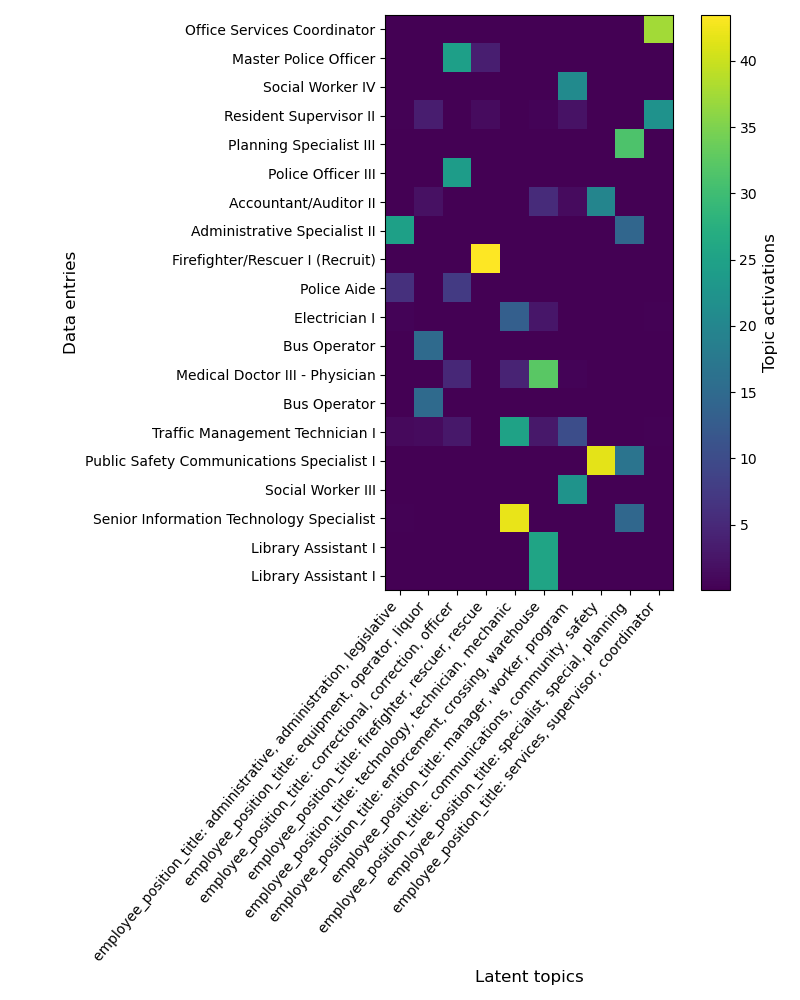 Office Services Coordinator
Master Police Officer
Social Worker IV
Resident Supervisor II
Planning Specialist III
Police Officer III
Accountant/Auditor II
Administrative Specialist II
Firefighter/Rescuer I (Recruit)
Police Aide
Electrician I
Bus Operator
Medical Doctor III - Physician
Bus Operator
Traffic Management Technician I
Public Safety Communications Specialist I
Social Worker III
Senior Information Technology Specialist
Library Assistant I
Library Assistant I
Data entries
employee_position_title: administrative, administration, legislative
employee_position_title: equipment, operator, liquor
employee_position_title: correctional, correction, officer
employee_position_title: firefighter, rescuer, rescue
employee_position_title: technology, technician, mechanic
employee_position_title: enforcement, crossing, warehouse
employee_position_title: manager, worker, program
employee_position_title: communications, community, safety
employee_position_title: specialist, special, planning
employee_position_title: services, supervisor, coordinator
Latent topics
40
35
30
25
20
15
10
5
Topic activations